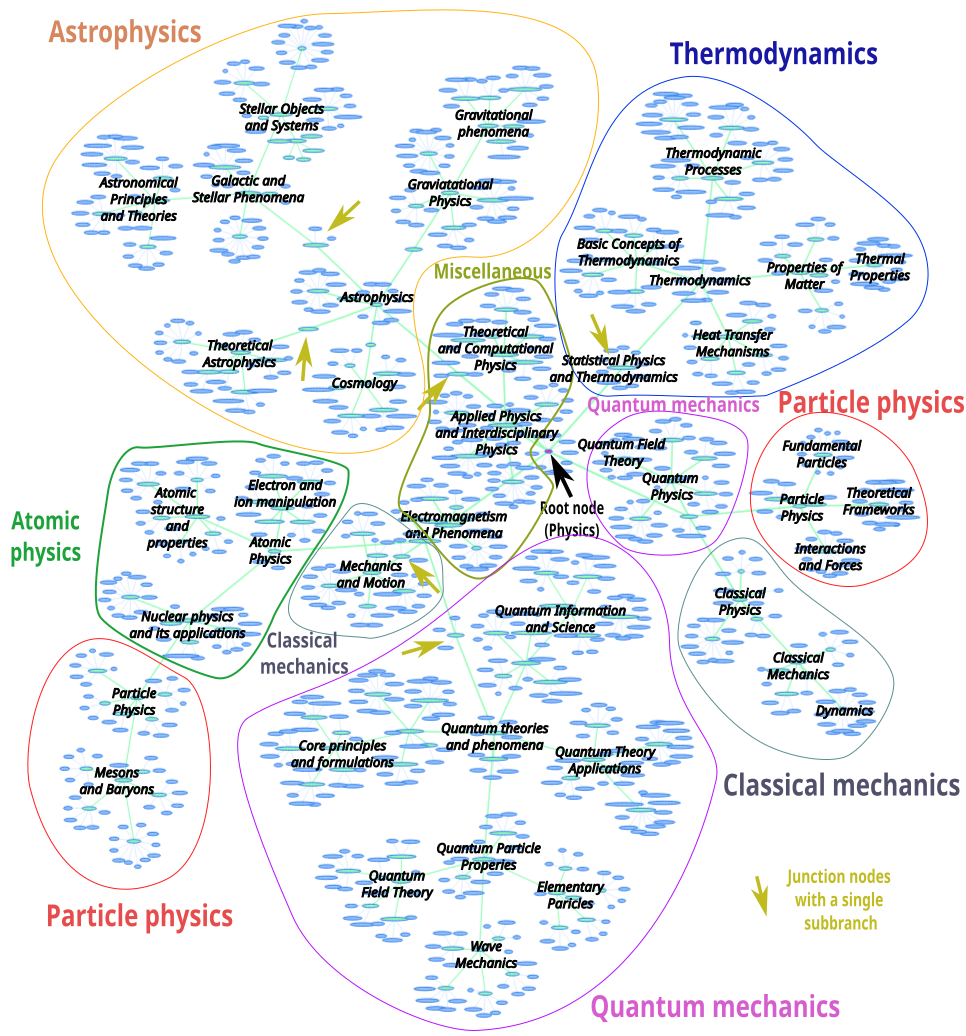 Astrophysics
Thermodynamics
Stellar Objects
and Systems
Gravitational
phenomena
Thermodynamic
Processes
Astronomical
Principles
and Theories
Galactic and
Stellar Phenomena
Graviatational
Physics
Basic Concepts of
Thermodynamics
Thermodynamics
Properties of
Matter
Thermal
Properties
Miscellaneous
Astrophysics
Theoretical
and Computational
Physics
Heat Transfer
Mechanisms
Theoretical
Astrophysics
Cosmology
Statistical Physics
and Thermodynamics
Quantum mechanics
Particle physics
Applied Physics
and Interdisciplinary
Physics
Quantum Field
Theory
Quantum
Physics
Fundamental
Particles
Particle
Physics
Theoretical
Frameworks
Interactions
and Forces
Root node
(Physics)
Atomic
physics
Atomic
structure
and
properties
Electron and
ion manipulation
Atomic
Physics
Electromagnetism
and Phenomena
Mechanics
and Motion
Nuclear physics
and its applications
Classical
mechanics
Quantum Information
and Science
Classical
Physics
Classical
Mechanics
Dynamics
Classical mechanics
Particle
Physics
Mesons
and Baryons
Particle physics
Core principles
and formulations
Quantum theories
and phenomena
Quantum Theory
Applications
Quantum Particle
Properies
Quantum
Field Theory
Elementary
Paricles
Wave
Mechanics
Quantum mechanics
Junction nodes
with a single
subbranch